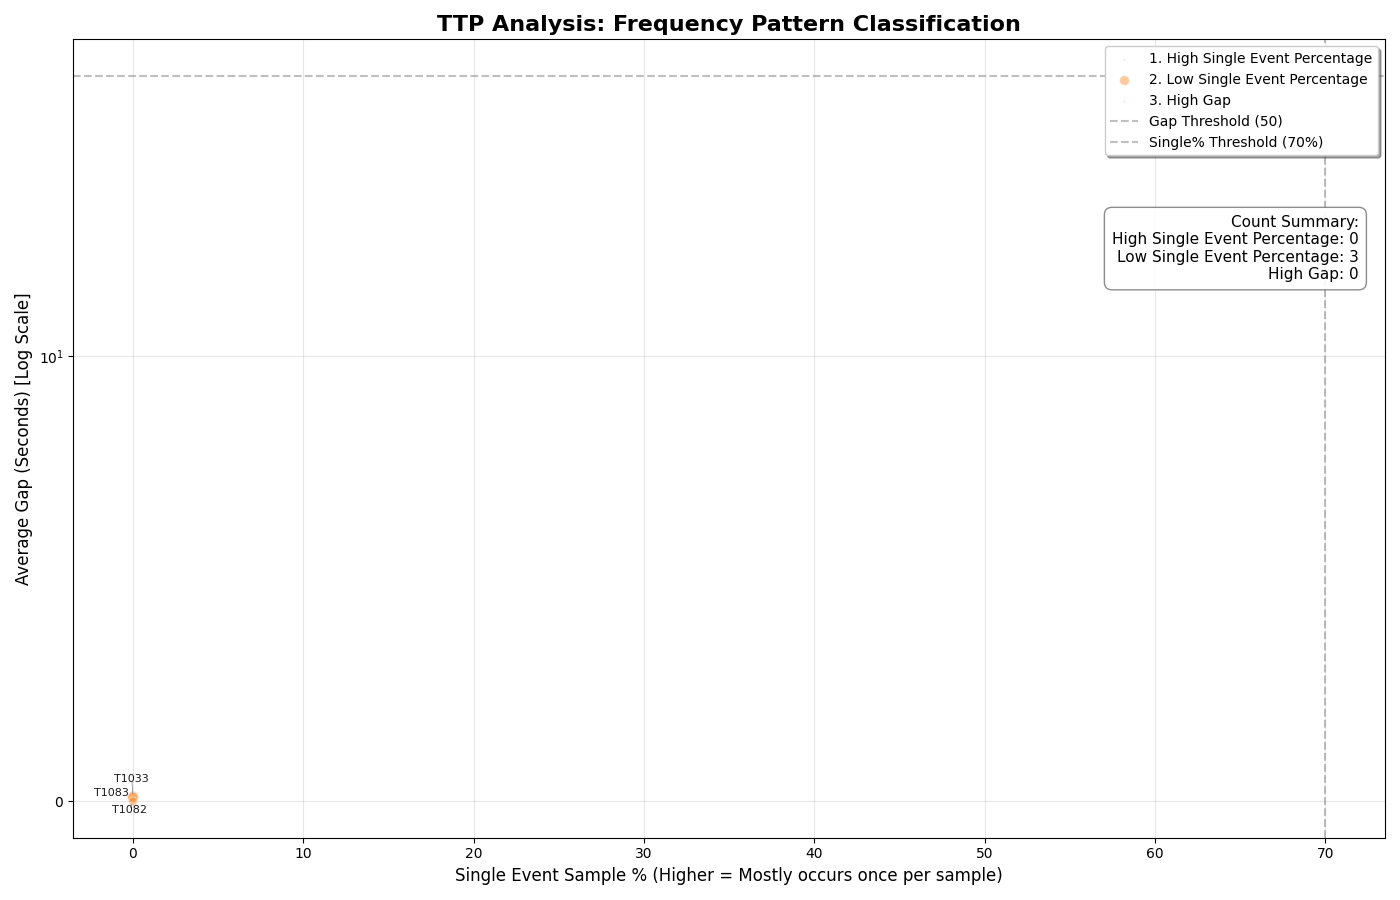 TTP Analysis: Frequency Pattern Classification
1. High Single Event Percentage
2. Low Single Event Percentage
3. High Gap
Gap Threshold (50)
Single% Threshold (70%)
Count Summary:
High Single Event Percentage: 0
Low Single Event Percentage: 3
High Gap: 0
Average Gap (Seconds) [Log Scale]
10¹
0
T1033
T1083
T1082
0 10 20 30 40 50 60 70
Single Event Sample % (Higher = Mostly occurs once per sample)